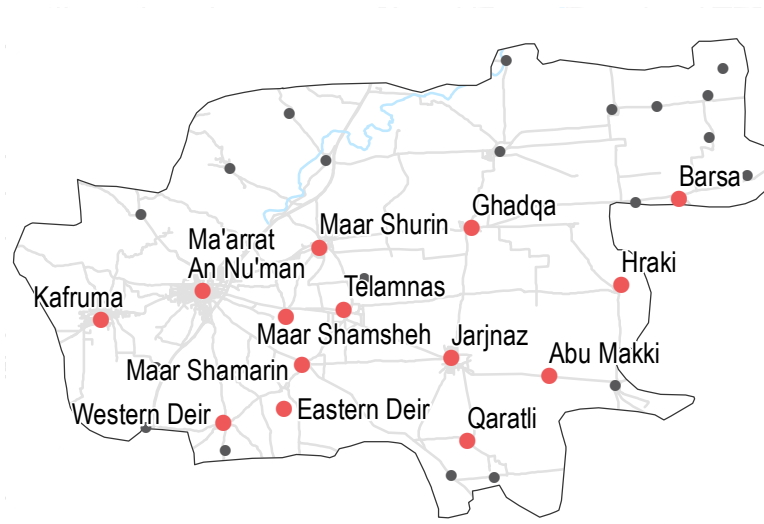 Barsa
Ghadqa
Maar Shurin
Ma'arrat
An Nu'man
Hraki
Telamnas
Kafruma
Maar Shamsheh
Jarjnaz
Abu Makki
Maar Shamarin
Western Deir
Eastern Deir
Qaratli